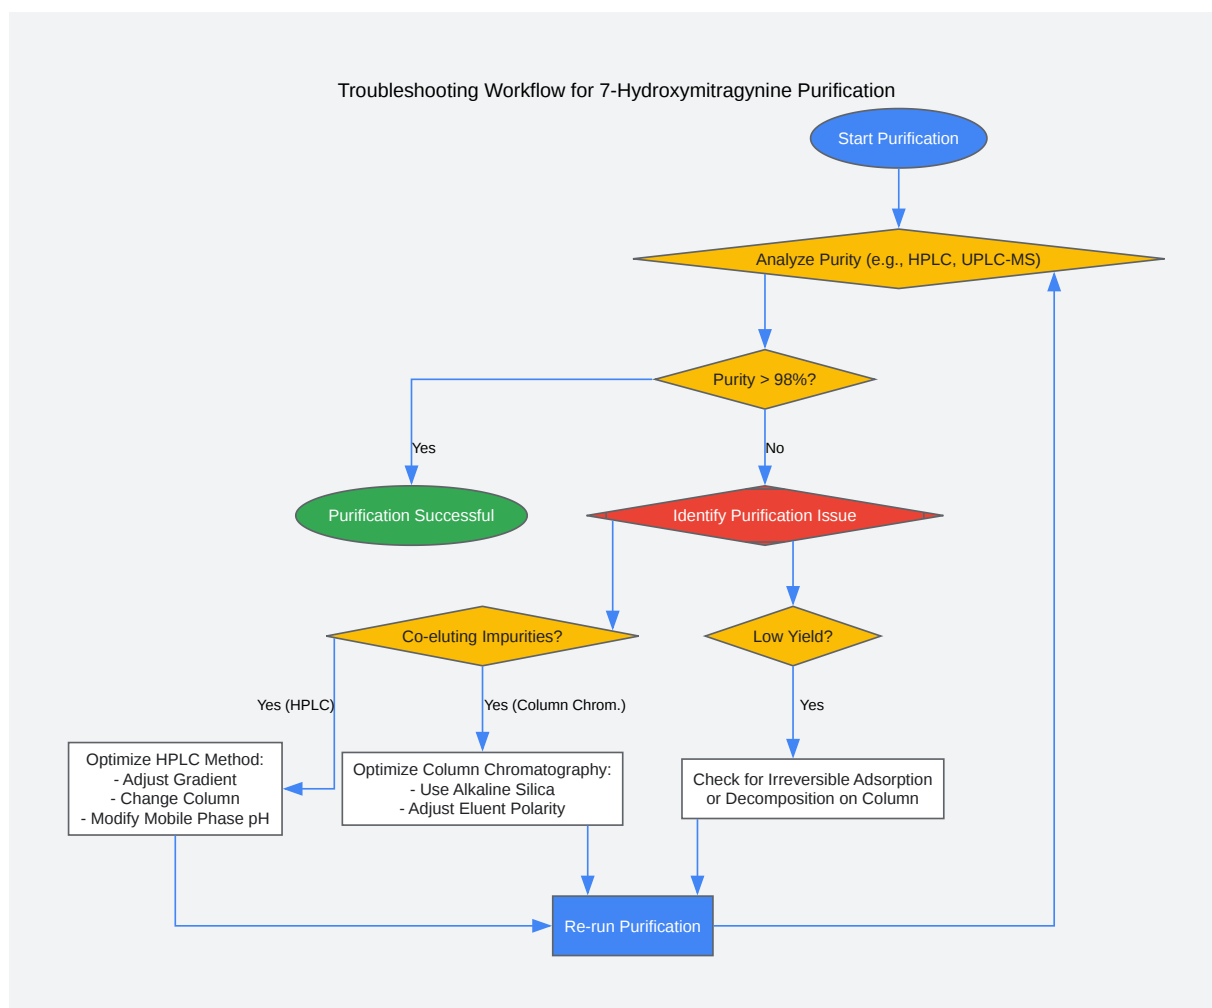 Troubleshooting Workflow for 7-Hydroxymitragynine Purification
Start Purification
Analyze Purity (e.g., HPLC, UPLC-MS)
Purity > 98%?
Yes
No
Purification Successful
Identify Purification Issue
Co-eluting Impurities?
Low Yield?
Yes (HPLC)
Yes (Column Chrom.)
Yes
Optimize HPLC Method:
- Adjust Gradient
- Change Column
- Modify Mobile Phase pH
Optimize Column Chromatography:
- Use Alkaline Silica
- Adjust Eluent Polarity
Check for Irreversible Adsorption
or Decomposition on Column
Re-run Purification